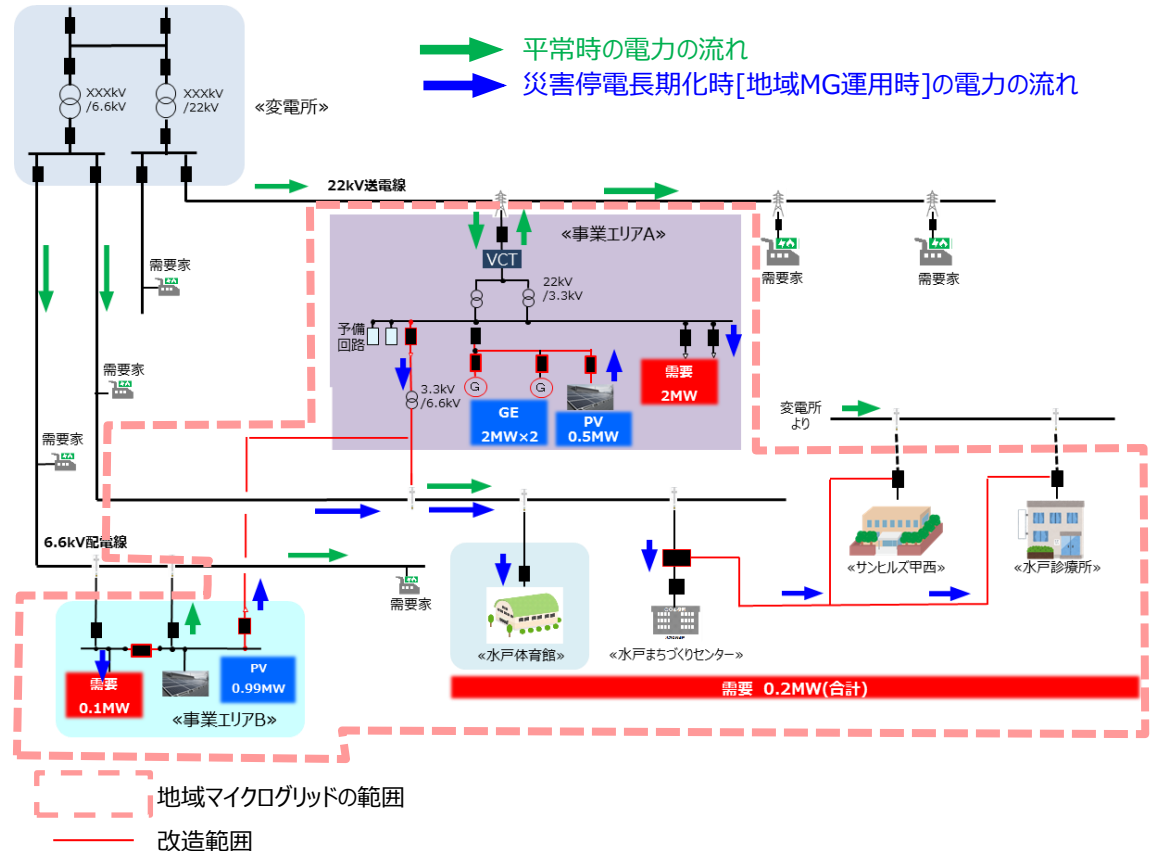 平常時の電力の流れ
災害停電長期化時[地域MG運用時]の電力の流れ
XXXkV
/6.6kV
XXXkV
/22kV
≪変電所≫
22kV送電線
≪事業エリアA≫
VCT
22kV
/3.3kV
需要家
需要家
需要家
需要家
需要家
予備
回路
3.3kV
/6.6kV
G
G
GE
2MW×2
PV
0.5MW
需要
2MW
変電所
より
6.6kV配電線
需要家
≪サンヒルズ甲西≫
≪水戸診療所≫
≪水戸体育館≫
≪水戸まちづくりセンター≫
需要 0.2MW(合計)
需要
0.1MW
PV
0.99MW
≪事業エリアB≫
地域マイクログリッドの範囲
改造範囲